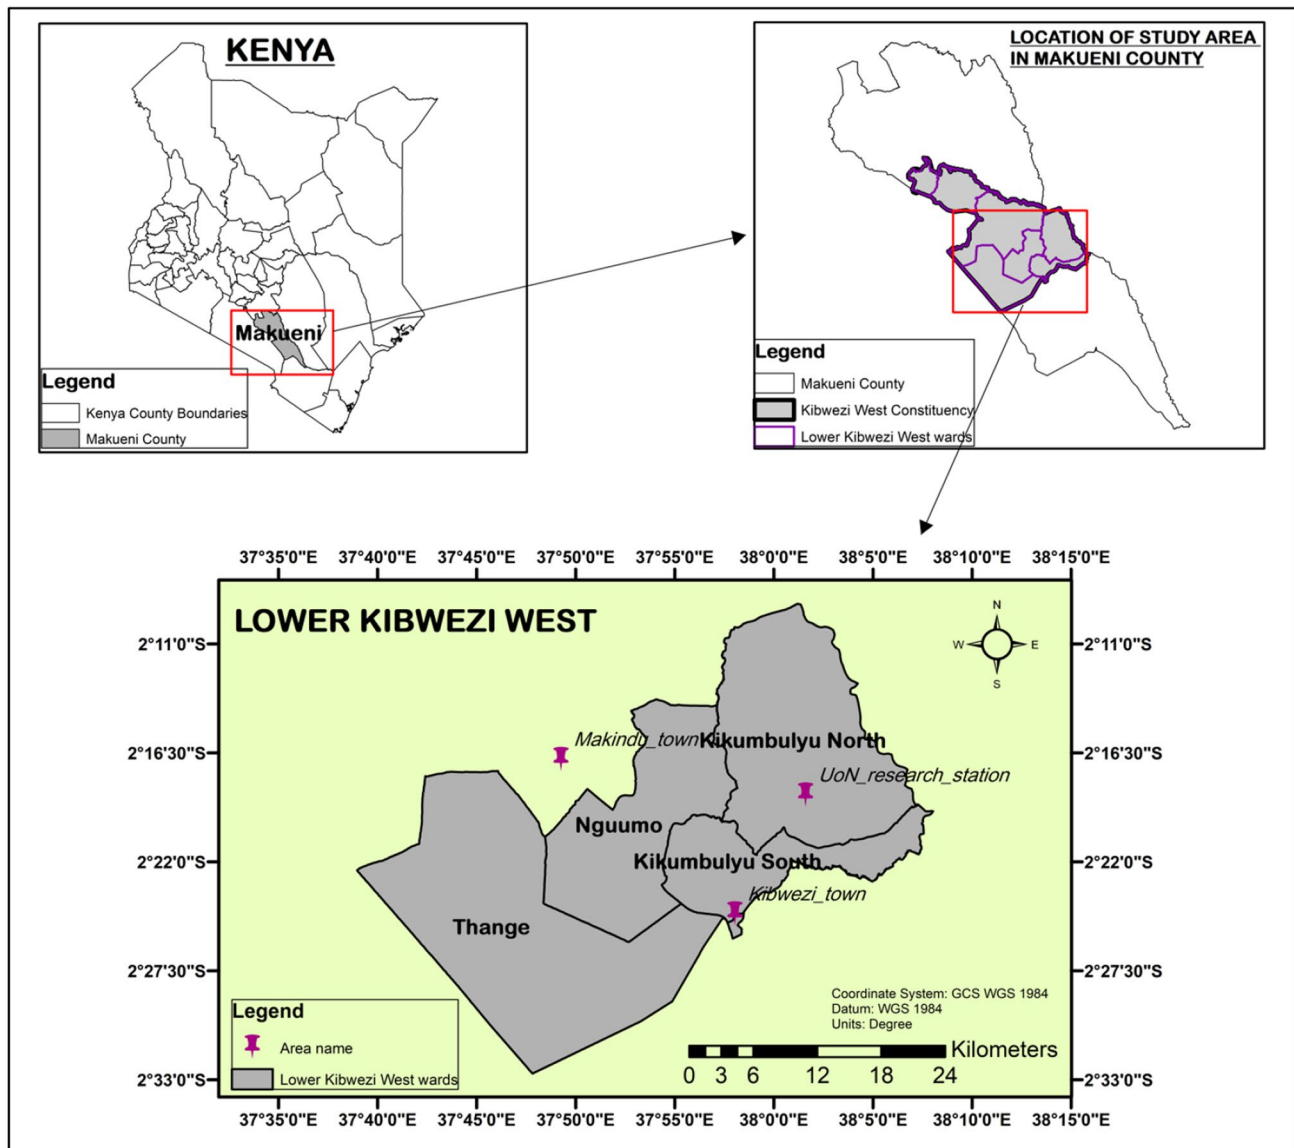 KENYA
Makueni
Legend
Kenya County Boundaries
Makueni County
LOCATION OF STUDY AREA
IN MAKUENI COUNTY
Legend
Makueni County
Kibwezi West Constituency
Lower Kibwezi West wards
37°35'0"E 37°40'0"E 37°45'0"E 37°50'0"E 37°55'0"E 38°0'0"E 38°5'0"E 38°10'0"E 38°15'0"E
LOWER KIBWEZI WEST
N
W E
S
2°11'0"S 2°11'0"S
Makindu_town
Kikumbulyu North
2°16'30"S 2°16'30"S
UoN_research_station
Nguumo
Kikumbulyu South
2°22'0"S 2°22'0"S
Kibwezi_town
Thange
2°27'30"S 2°27'30"S
Coordinate System: GCS WGS 1984
Datum: WGS 1984
Units: Degree
Legend
Area name
Lower Kibwezi West wards
Kilometers
0 3 6 12 18 24
2°33'0"S 2°33'0"S
37°35'0"E 37°40'0"E 37°45'0"E 37°50'0"E 37°55'0"E 38°0'0"E 38°5'0"E 38°10'0"E 38°15'0"E